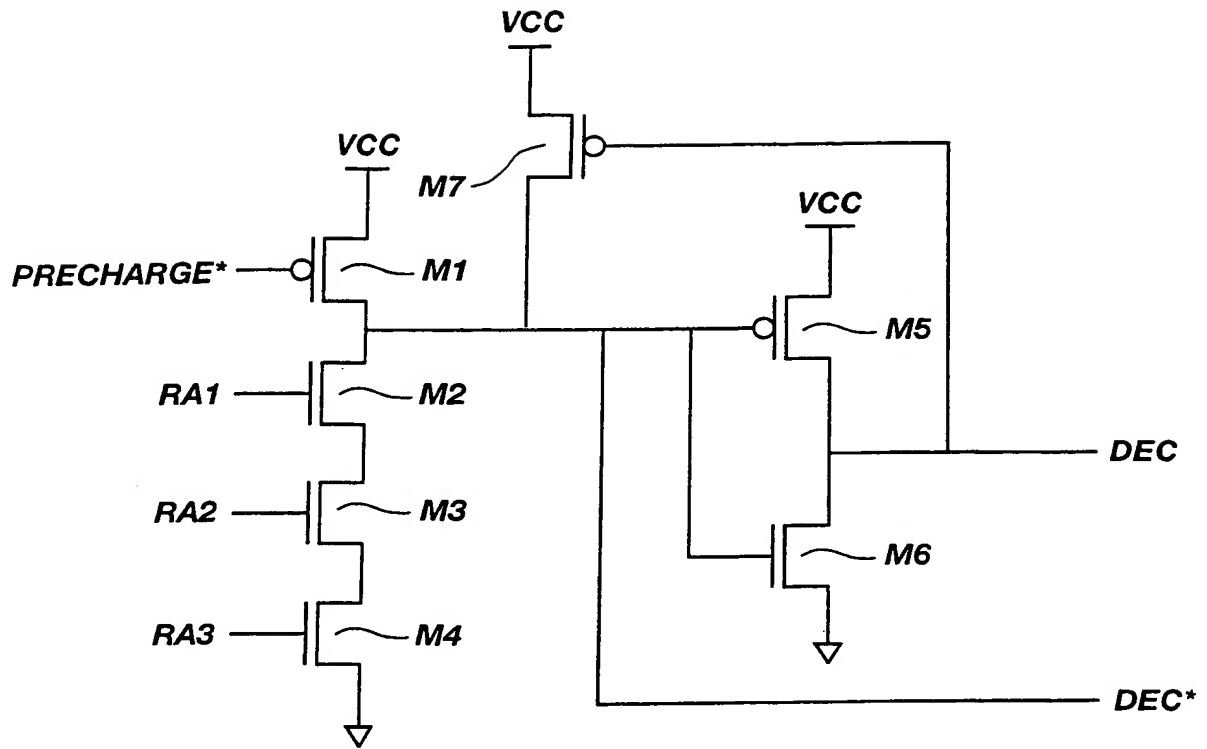 VCC
VCC
M7
VCC
PRECHARGE*
M1
M5
RA1
M2
DEC
RA2
M3
M6
RA3
M4
DEC*